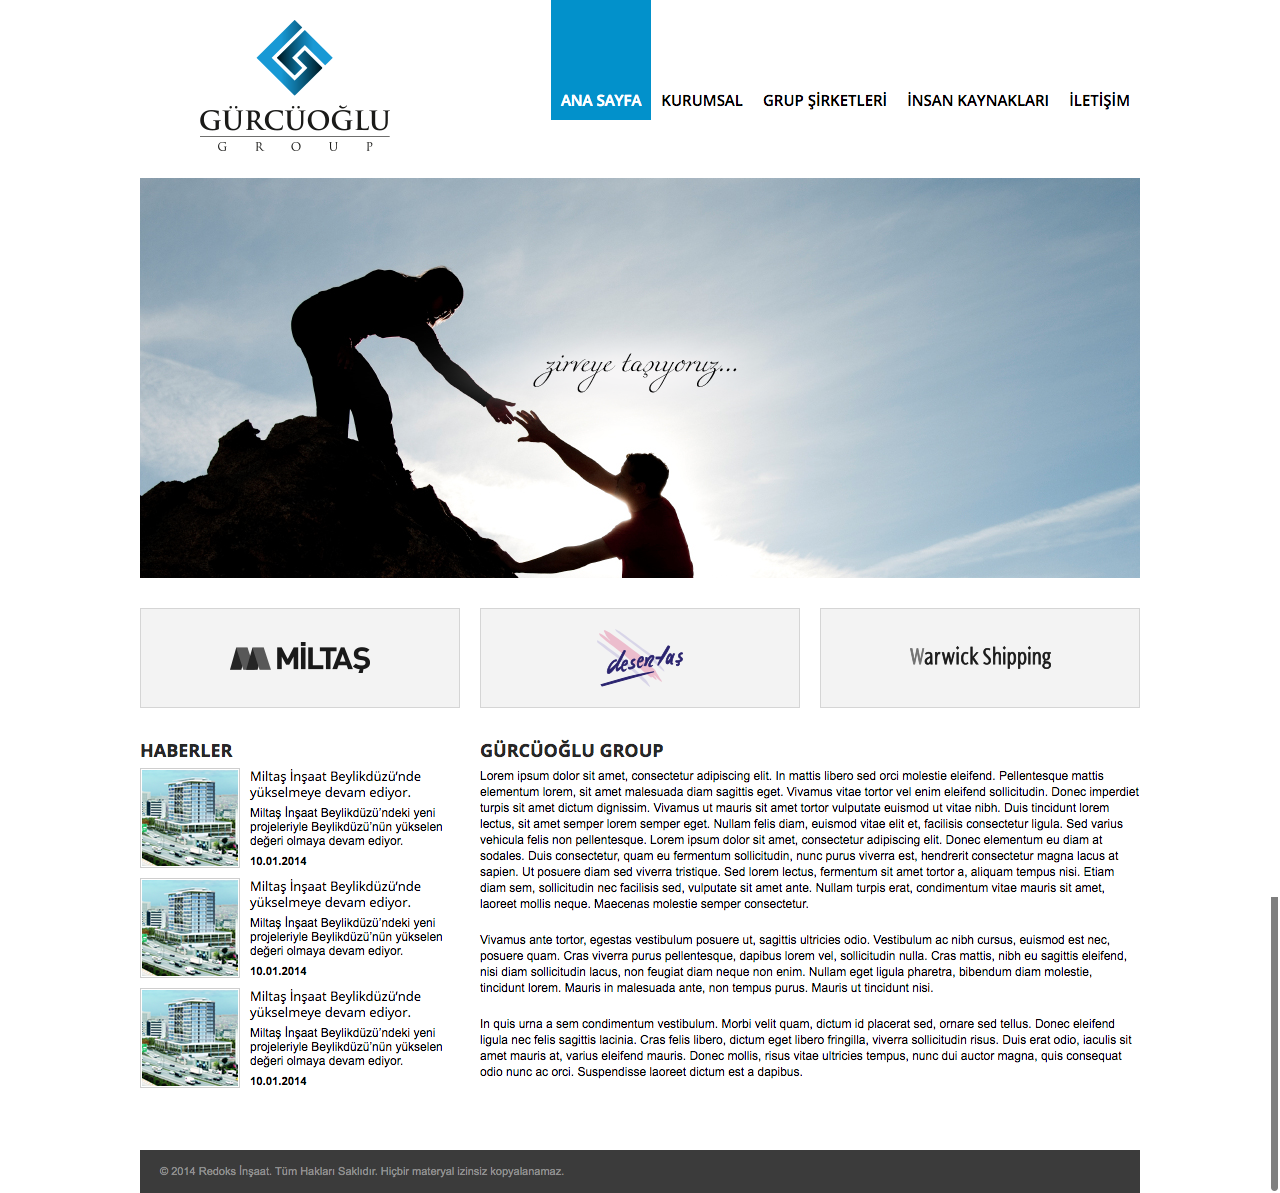 GÜRCÜOĞLU
GROUP
ANA SAYFA KURUMSAL GRUP ŞİRKETLERİ İNSAN KAYNAKLARI İLETİŞİM
zirveye taşıyoruz...
MİLTAŞ
desentaş
Warwick Shipping
HABERLER
Miltaş İnşaat Beylikdüzü’nde
yükselmeye devam ediyor.
Miltaş İnşaat Beylikdüzü’ndeki yeni
projeleriyle Beylikdüzü’nün yükselen
değeri olmaya devam ediyor.
10.01.2014
Miltaş İnşaat Beylikdüzü’nde
yükselmeye devam ediyor.
Miltaş İnşaat Beylikdüzü’ndeki yeni
projeleriyle Beylikdüzü’nün yükselen
değeri olmaya devam ediyor.
10.01.2014
Miltaş İnşaat Beylikdüzü’nde
yükselmeye devam ediyor.
Miltaş İnşaat Beylikdüzü’ndeki yeni
projeleriyle Beylikdüzü’nün yükselen
değeri olmaya devam ediyor.
10.01.2014
GÜRCÜOĞLU GROUP
Lorem ipsum dolor sit amet, consectetur adipiscing elit. In mattis libero sed orci molestie eleifend. Pellentesque mattis
elementum lorem, sit amet malesuada diam sagittis eget. Vivamus vitae tortor vel enim eleifend sollicitudin. Donec imperdiet
turpis sit amet dictum dignissim. Vivamus ut mauris sit amet tortor vulputate euismod ut vitae nibh. Duis tincidunt lorem
lectus, sit amet semper lorem semper eget. Nullam felis diam, euismod vitae elit et, facilisis consectetur ligula. Sed varius
vehicula felis non pellentesque. Lorem ipsum dolor sit amet, consectetur adipiscing elit. Donec elementum eu diam at
sodales. Duis consectetur, quam eu fermentum sollicitudin, nunc purus viverra est, hendrerit consectetur magna lacus at
sapien. Ut posuere diam sed viverra tristique. Sed lorem lectus, fermentum sit amet tortor a, aliquam tempus nisi. Etiam
diam sem, sollicitudin nec facilisis sed, vulputate sit amet ante. Nullam turpis erat, condimentum vitae mauris sit amet,
laoreet mollis neque. Maecenas molestie semper consectetur.
Vivamus ante tortor, egestas vestibulum posuere ut, sagittis ultricies odio. Vestibulum ac nibh cursus, euismod est nec,
posuere quam. Cras viverra purus pellentesque, dapibus lorem vel, sollicitudin nulla. Cras mattis, nibh eu sagittis eleifend,
nisi diam sollicitudin lacus, non feugiat diam neque non enim. Nullam eget ligula pharetra, bibendum diam molestie,
tincidunt lorem. Mauris in malesuada ante, non tempus purus. Mauris ut tincidunt nisi.
In quis urna a sem condimentum vestibulum. Morbi velit quam, dictum id placerat sed, ornare sed tellus. Donec eleifend
ligula nec felis sagittis lacinia. Cras felis libero, dictum eget libero fringilla, viverra sollicitudin risus. Duis erat odio, iaculis sit
amet mauris at, varius eleifend mauris. Donec mollis, risus vitae ultricies tempus, nunc dui auctor magna, quis consequat
odio nunc ac orci. Suspendisse laoreet dictum est a dapibus.
© 2014 Redoks İnşaat. Tüm Hakları Saklıdır. Hiçbir materyal izinsiz kopyalanamaz.